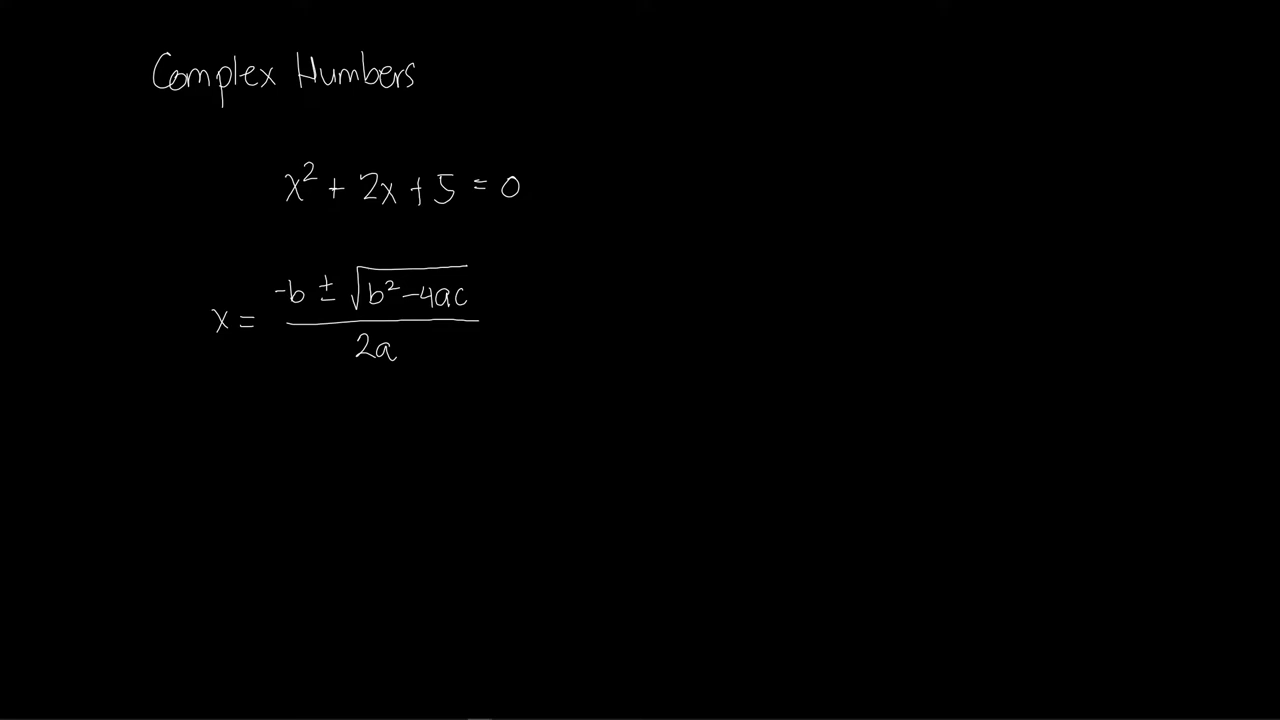 Complex Numbers
x² + 2x + 5 = 0
x = (-b ± √(b² - 4ac)) / 2a